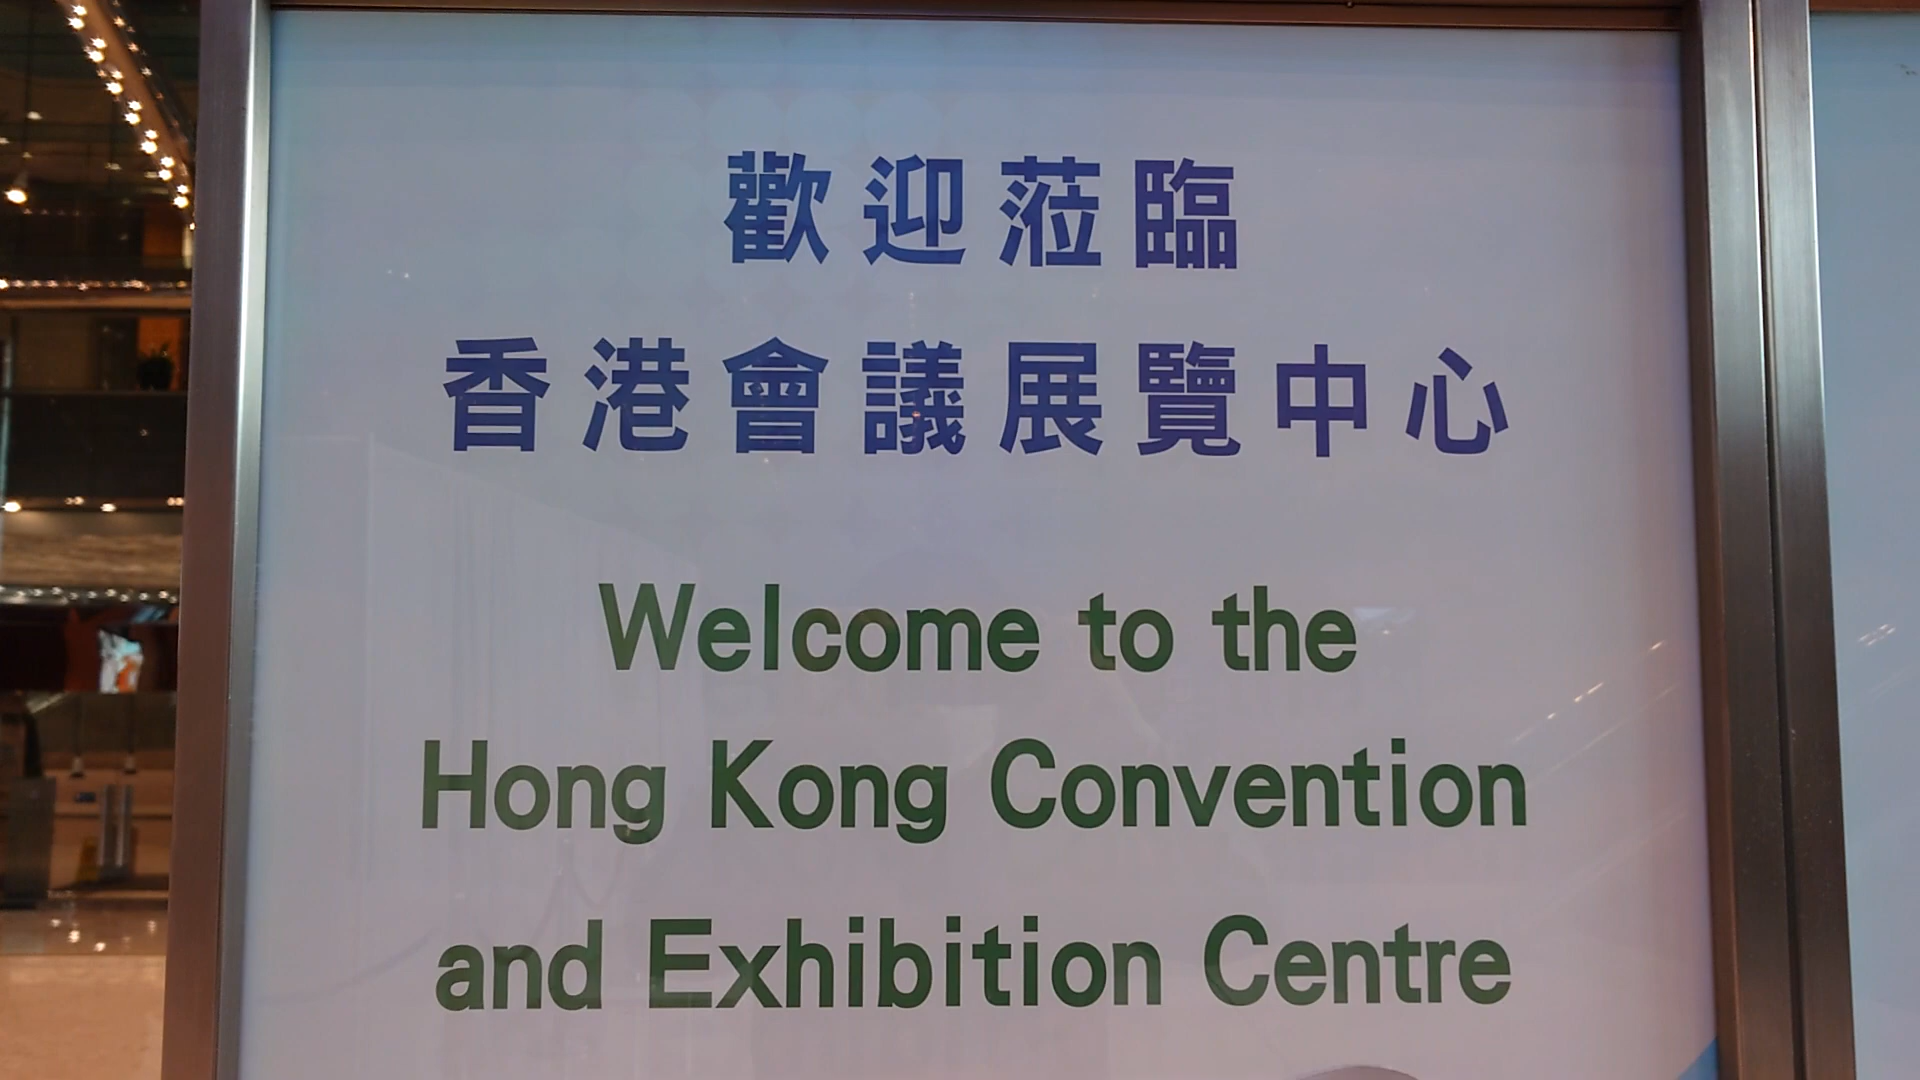 歡迎蒞臨
香港會議展覽中心
Welcome to the
Hong Kong Convention
and Exhibition Centre